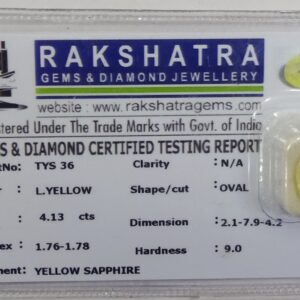 RAKSHATRA
GEMS & DIAMOND JEWELLERY
website : www.rakshatragems.com
stered Under The Trade Marks with Govt. of India
S & DIAMOND CERTIFIED TESTING REPORT
TYS 36 Clarity : N/A
: L.YELLOW Shape/cut : OVAL
: 4.13 cts Dimension : 2.1-7.9-4.2
ex : 1.76-1.78 Hardness : 9.0
ment: YELLOW SAPPHIRE